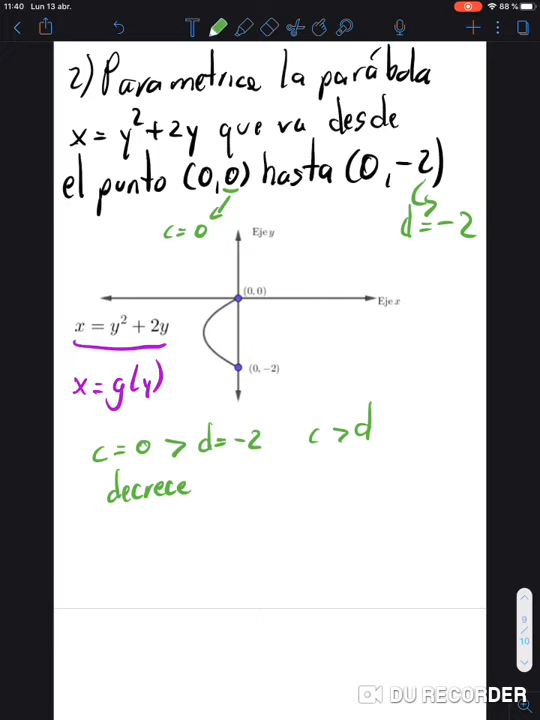 11:40 Lun 13 abr.
88 %
2) Parametrice la parábola
x = y² + 2y que va desde
el punto (0,0) hasta (0,-2)
c = 0
d = -2
Eje y
(0, 0)
Eje x
x = y² + 2y
(0, −2)
x = g(y)
c = 0 > d = -2 c > d
decrece
9
/
10
DU RECORDER